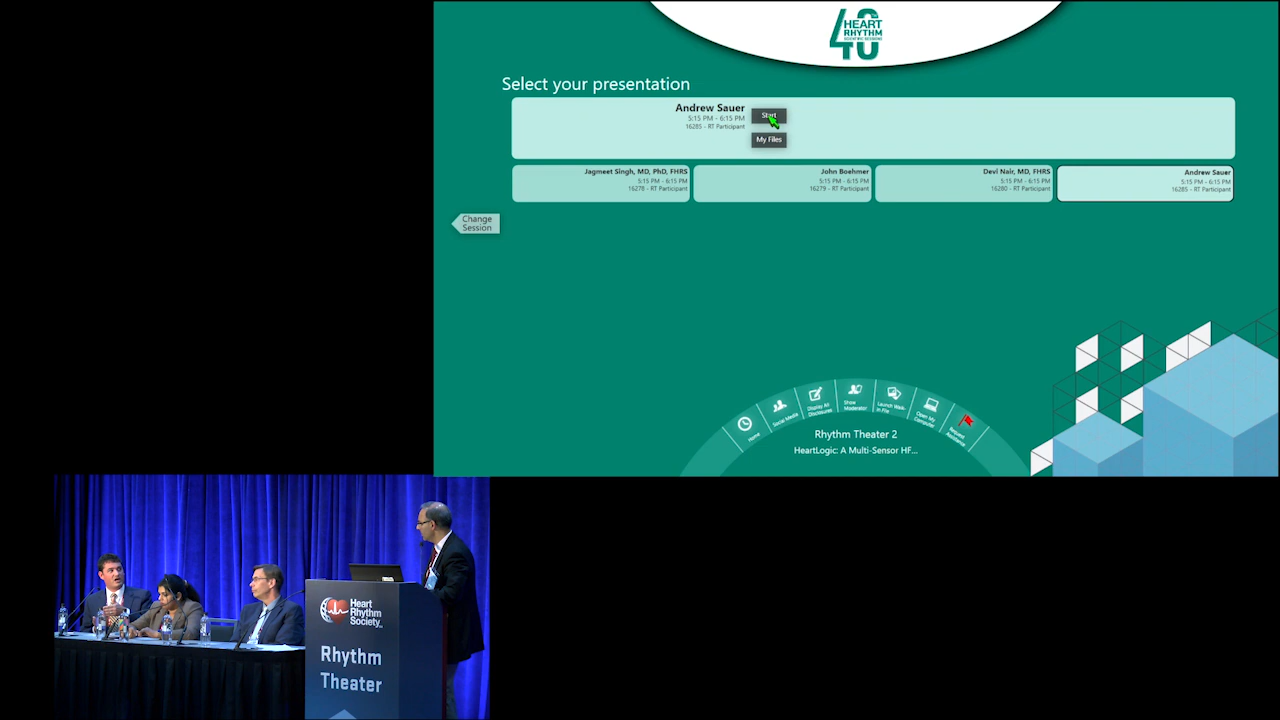 4U
HEART
RHYTHM
SCIENTIFIC SESSIONS
Select your presentation
Andrew Sauer
5:15 PM - 6:15 PM
16285 - RT Participant
Start
My Files
Jagmeet Singh, MD, PhD, FHRS
5:15 PM - 6:15 PM
16278 - RT Participant
John Boehmer
5:15 PM - 6:15 PM
16279 - RT Participant
Devi Nair, MD, FHRS
5:15 PM - 6:15 PM
16280 - RT Participant
Andrew Sauer
5:15 PM - 6:15 PM
16285 - RT Participant
Change
Session
Home
Social Media
Display All
Disclosures
Show
Moderator
Launch Walk-
in File
Open My
Computer
Request
Assistance
Rhythm Theater 2
HeartLogic: A Multi-Sensor HF...
Heart
Rhythm
Society
Rhythm
Theater